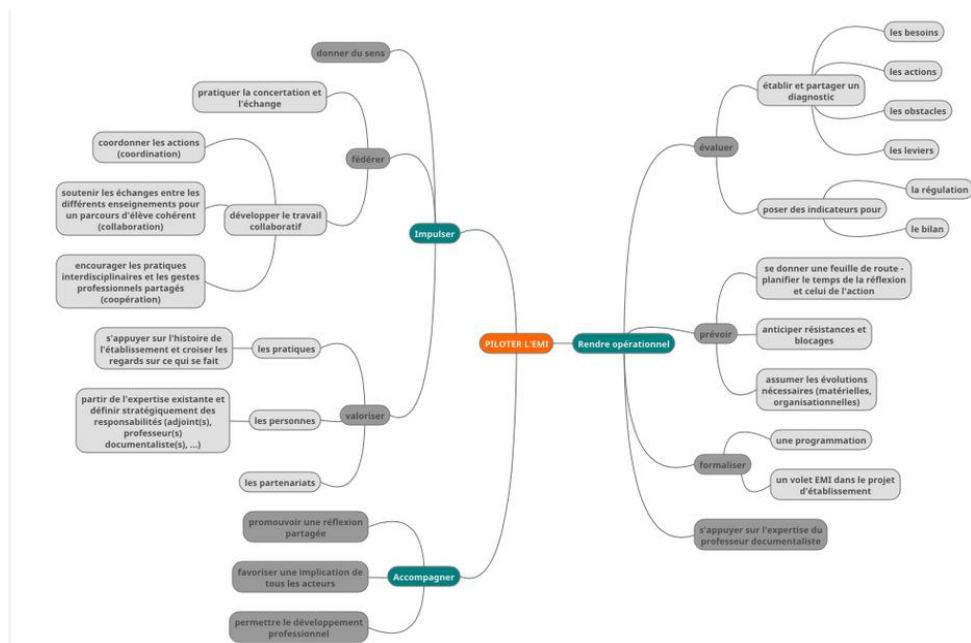 PILOTER L'EMI
Impulser
donner du sens
fédérer
pratiquer la concertation et
l'échange
développer le travail
collaboratif
coordonner les actions
(coordination)
soutenir les échanges entre les
différents enseignements pour
un parcours d'élève cohérent
(collaboration)
encourager les pratiques
interdisciplinaires et les gestes
professionnels partagés
(coopération)
valoriser
les pratiques
s'appuyer sur l'histoire de
l'établissement et croiser les
regards sur ce qui se fait
les personnes
partir de l'expertise existante et
définir stratégiquement des
responsabilités (adjoint(s),
professeur(s)
documentaliste(s), ...)
les partenariats
Accompagner
promouvoir une réflexion
partagée
favoriser une implication de
tous les acteurs
permettre le développement
professionnel
Rendre opérationnel
évaluer
établir et partager un
diagnostic
les besoins
les actions
les obstacles
les leviers
poser des indicateurs pour
la régulation
le bilan
prévoir
se donner une feuille de route -
planifier le temps de la réflexion
et celui de l'action
anticiper résistances et
blocages
assumer les évolutions
nécessaires (matérielles,
organisationnelles)
formaliser
une programmation
un volet EMI dans le projet
d'établissement
s'appuyer sur l'expertise du
professeur documentaliste